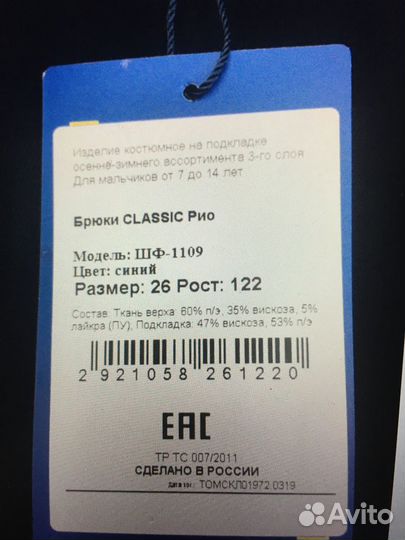 Изделие костюмное на подкладке
осенне-зимнего ассортимента 3-го слоя
Для мальчиков от 7 до 14 лет
Брюки CLASSIC Рио
Модель: ШФ-1109
Цвет: синий
Размер: 26 Рост: 122
Состав: Ткань верха: 60% п/э, 35% вискоза, 5%
лайкра (ПУ), Подкладка: 47% вискоза, 53% п/э
2 921058 261220
EAC
ТР ТС 007/2011
СДЕЛАНО В РОССИИ
Дата изг.: ТОМСКЛ01972.0319
Avito